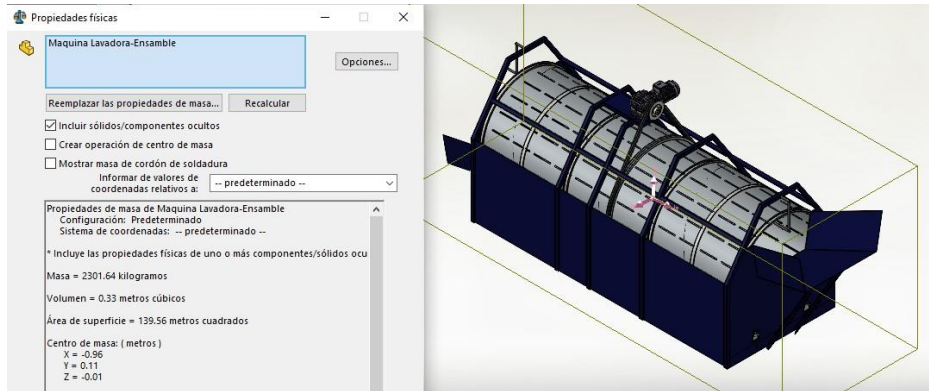 Propiedades físicas
Maquina Lavadora-Ensamble
Opciones...
Reemplazar las propiedades de masa...
Recalcular
Incluir sólidos/componentes ocultos
Crear operación de centro de masa
Mostrar masa de cordón de soldadura
Informar de valores de
coordenadas relativos a:
-- predeterminado --
Propiedades de masa de Maquina Lavadora-Ensamble
Configuración: Predeterminado
Sistema de coordenadas: -- predeterminado --
* Incluye las propiedades físicas de uno o más componentes/sólidos ocu
Masa = 2301.64 kilogramos
Volumen = 0.33 metros cúbicos
Área de superficie = 139.56 metros cuadrados
Centro de masa: ( metros )
X = -0.96
Y = 0.11
Z = -0.01